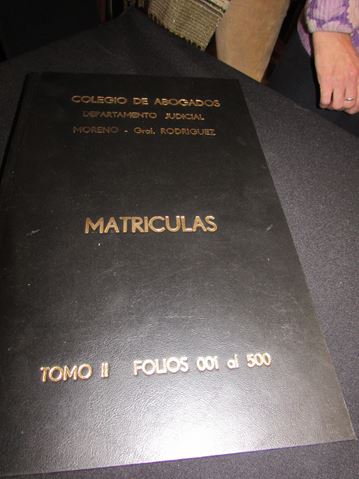 COLEGIO DE ABOGADOS
DEPARTAMENTO JUDICIAL
MORENO - Gral. RODRIGUEZ
MATRICULAS
TOMO II FOLIOS 001 al 500